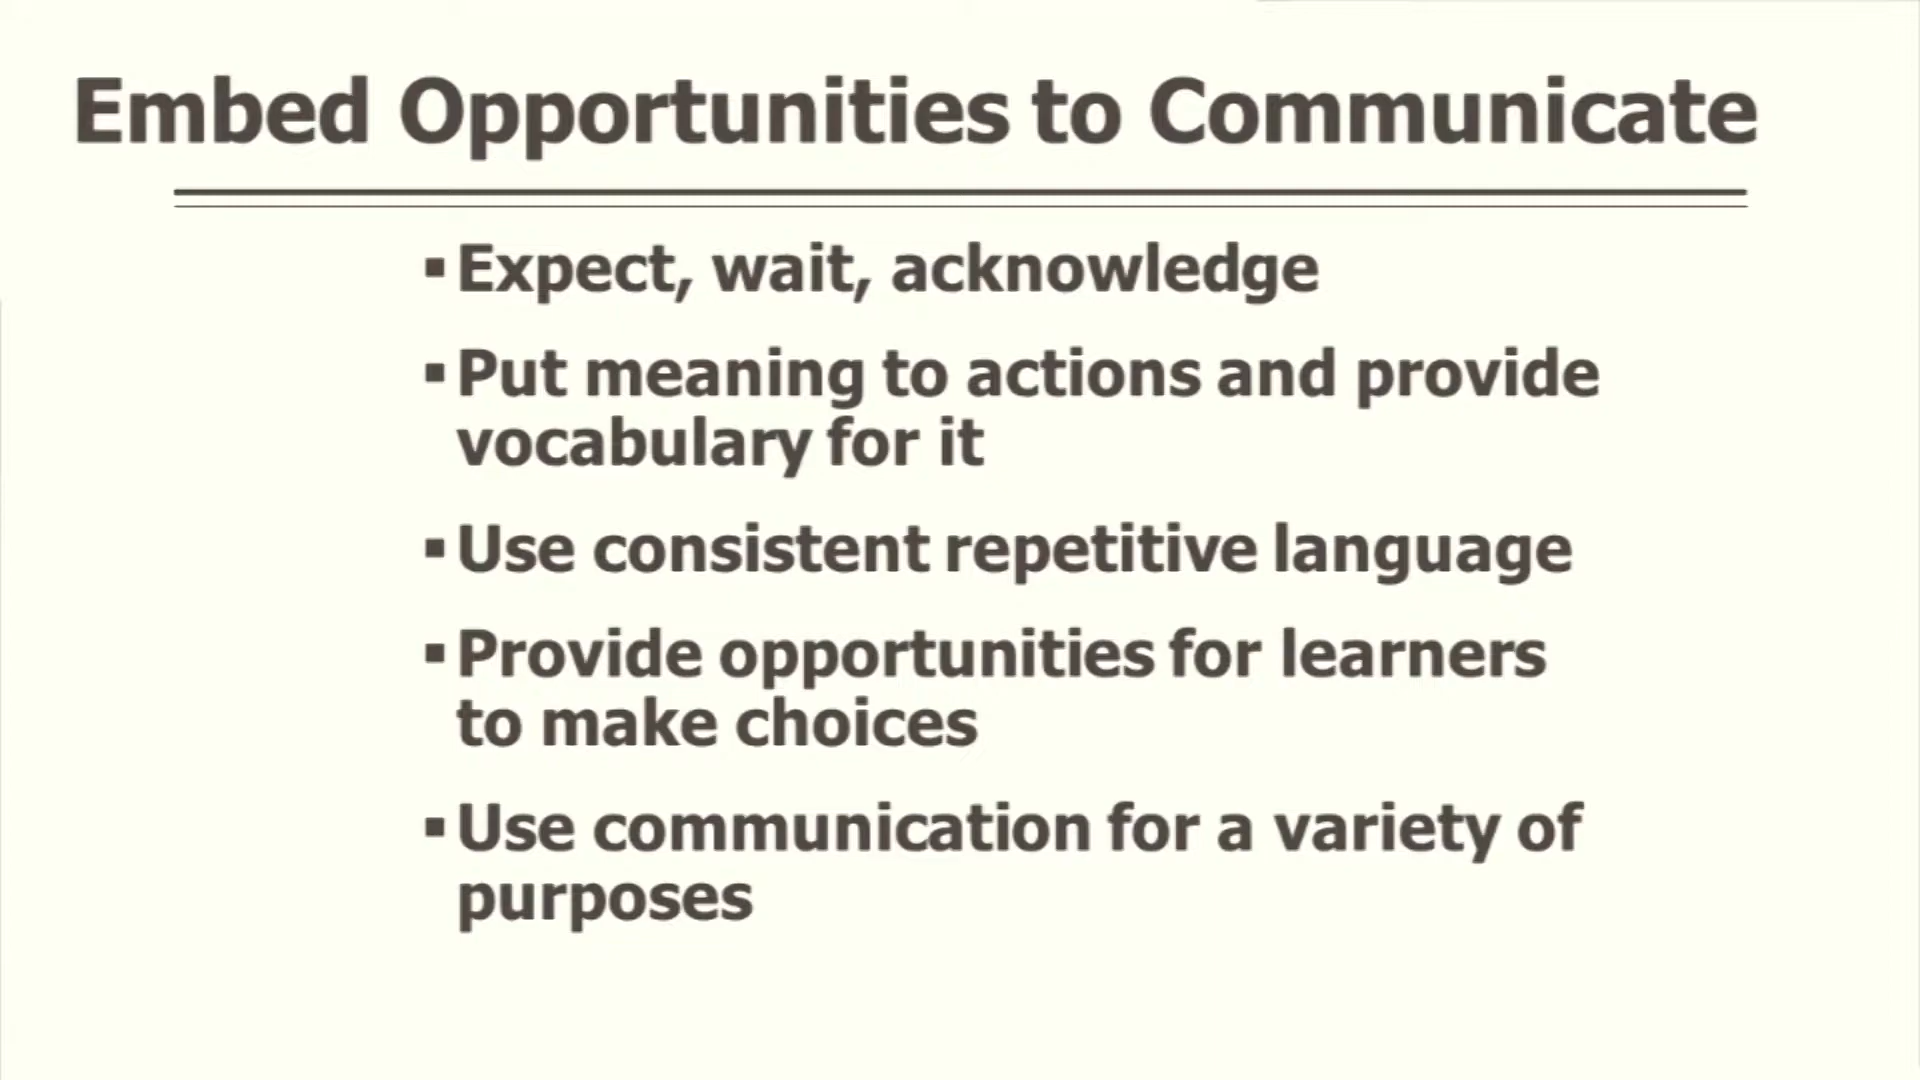 Embed Opportunities to Communicate
▪ Expect, wait, acknowledge
▪ Put meaning to actions and provide
vocabulary for it
▪ Use consistent repetitive language
▪ Provide opportunities for learners
to make choices
▪ Use communication for a variety of
purposes